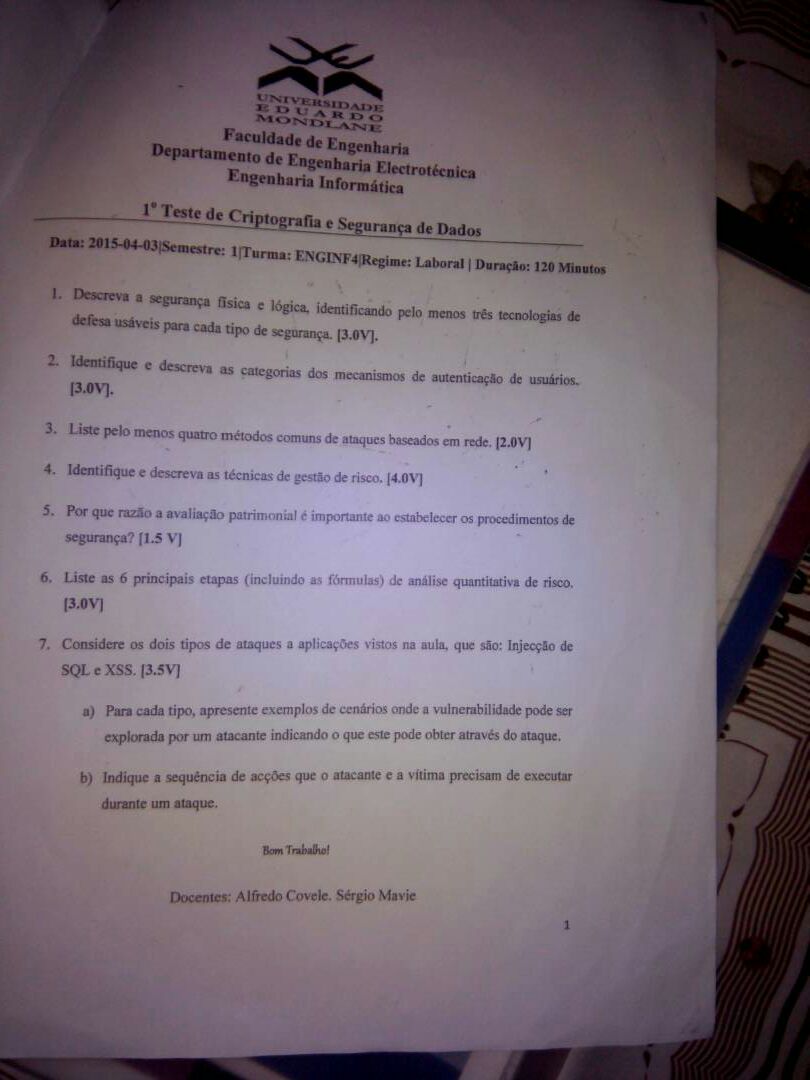 UNIVERSIDADE
EDUARDO
MONDLANE
Faculdade de Engenharia
Departamento de Engenharia Electrotécnica
Engenharia Informática
1º Teste de Criptografia e Segurança de Dados
Data: 2015-04-03|Semestre: 1|Turma: ENGINF4|Regime: Laboral | Duração: 120 Minutos
1. Descreva a segurança física e lógica, identificando pelo menos três tecnologias de
defesa usáveis para cada tipo de segurança. [3.0V].
2. Identifique e descreva as categorias dos mecanismos de autenticação de usuários.
[3.0V].
3. Liste pelo menos quatro métodos comuns de ataques baseados em rede. [2.0V]
4. Identifique e descreva as técnicas de gestão de risco. [4.0V]
5. Por que razão a avaliação patrimonial é importante ao estabelecer os procedimentos de
segurança? [1.5 V]
6. Liste as 6 principais etapas (incluindo as fórmulas) de análise quantitativa de risco.
[3.0V]
7. Considere os dois tipos de ataques a aplicações vistos na aula, que são: Injecção de
SQL e XSS. [3.5V]
a) Para cada tipo, apresente exemplos de cenários onde a vulnerabilidade pode ser
explorada por um atacante indicando o que este pode obter através do ataque.
b) Indique a sequência de acções que o atacante e a vítima precisam de executar
durante um ataque.
Bom Trabalho!
Docentes: Alfredo Covele. Sérgio Mavie
1